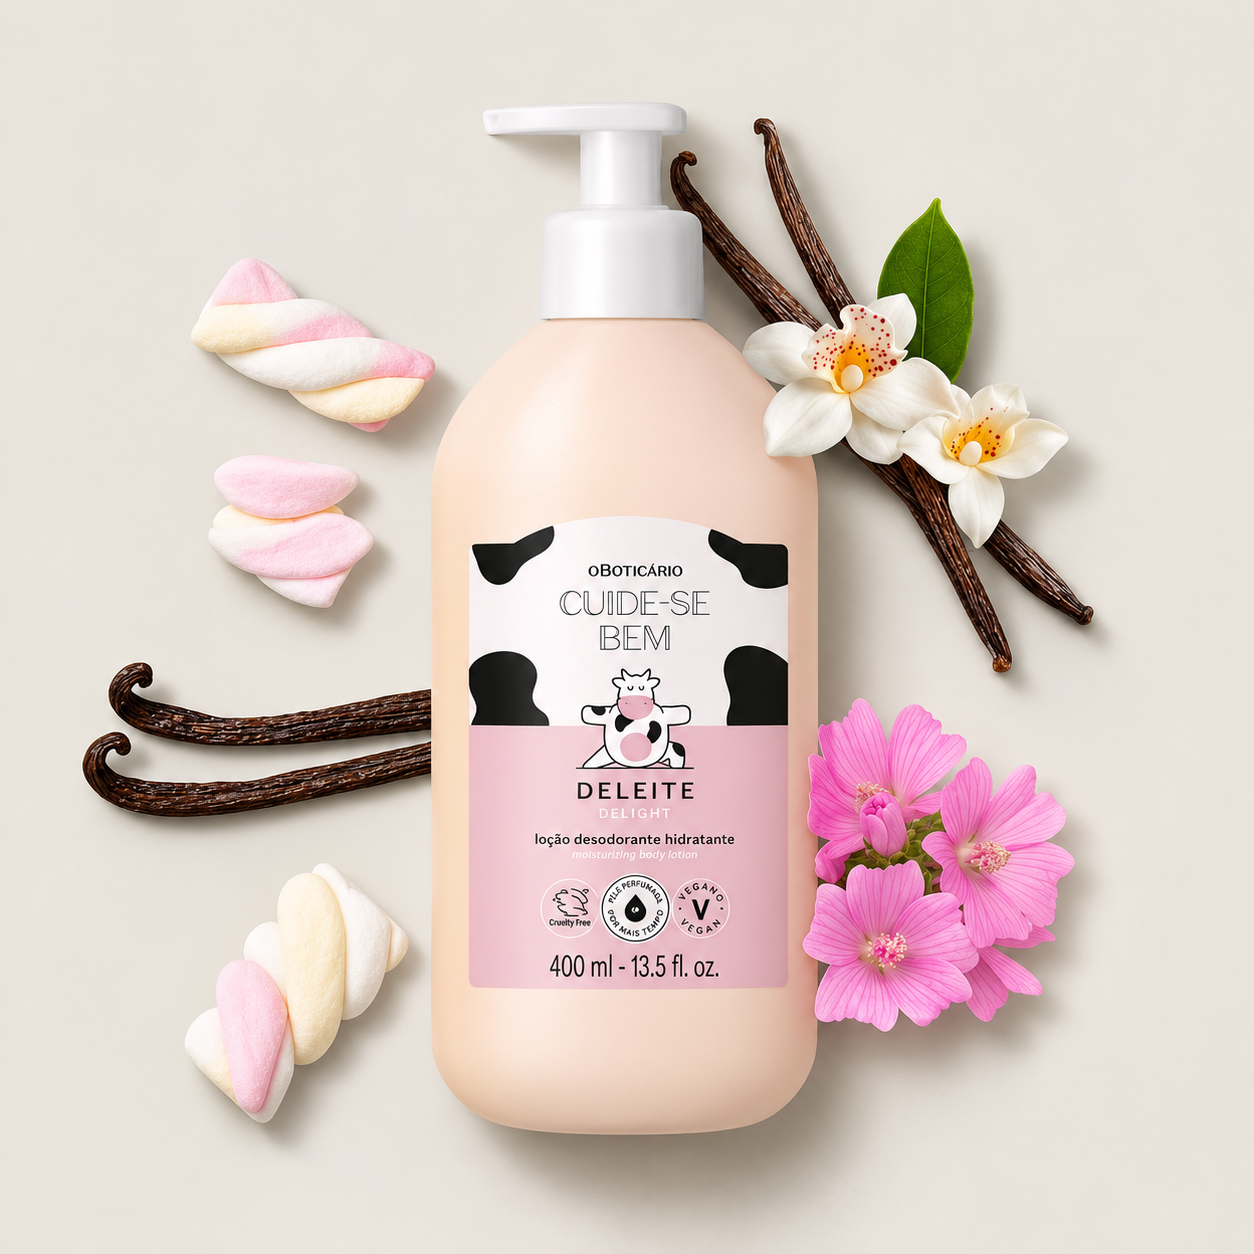 oBOTICÁRIO
CUIDE-SE
BEM
DELEITE
DELIGHT
loção desodorante hidratante
moisturizing body lotion
Cruelty Free
PELE PERFUMADA
POR MAIS TEMPO
VEGANO
V
VEGAN
400 ml - 13.5 fl. oz.